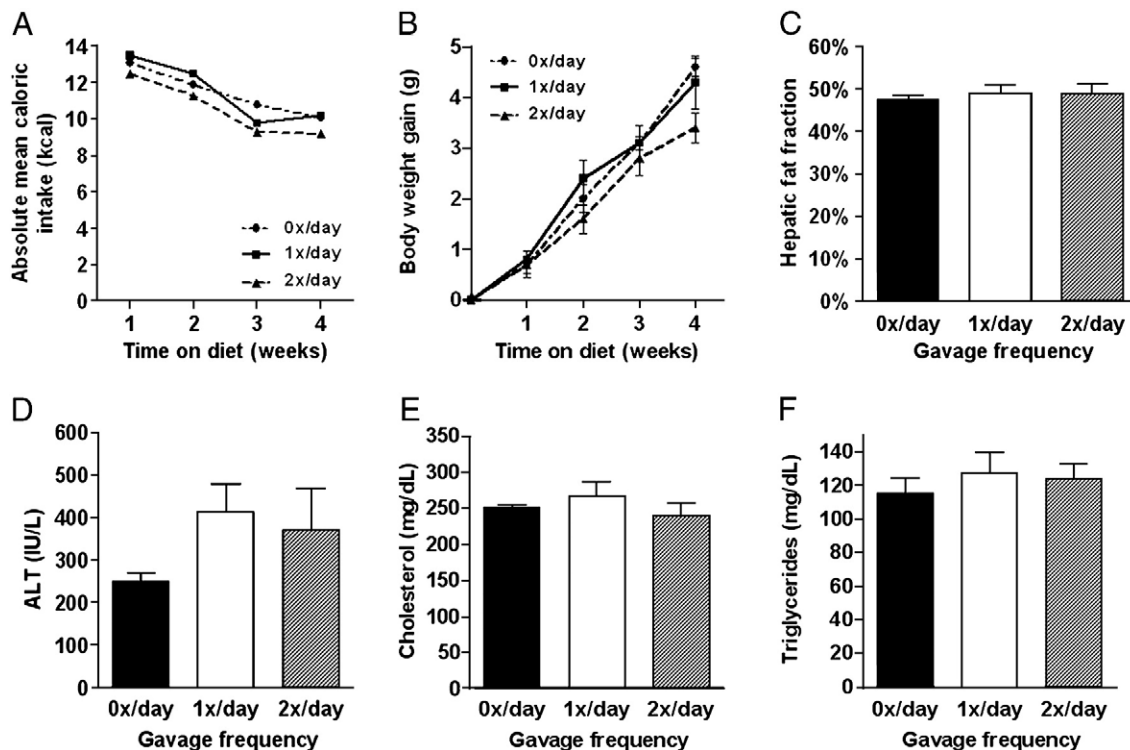 A
Absolute mean caloric
intake (kcal)
14
12
10
8
6
4
2
0
0x/day
1x/day
2x/day
1 2 3 4
Time on diet (weeks)
B
Body weight gain (g)
5
4
3
2
1
0
0x/day
1x/day
2x/day
1 2 3 4
Time on diet (weeks)
C
Hepatic fat fraction
60%
50%
40%
30%
20%
10%
0%
0x/day 1x/day 2x/day
Gavage frequency
D
ALT (IU/L)
600
500
400
300
200
100
0
0x/day 1x/day 2x/day
Gavage frequency
E
Cholesterol (mg/dL)
350
300
250
200
150
100
50
0
0x/day 1x/day 2x/day
Gavage frequency
F
Triglycerides (mg/dL)
140
120
100
80
60
40
20
0
0x/day 1x/day 2x/day
Gavage frequency